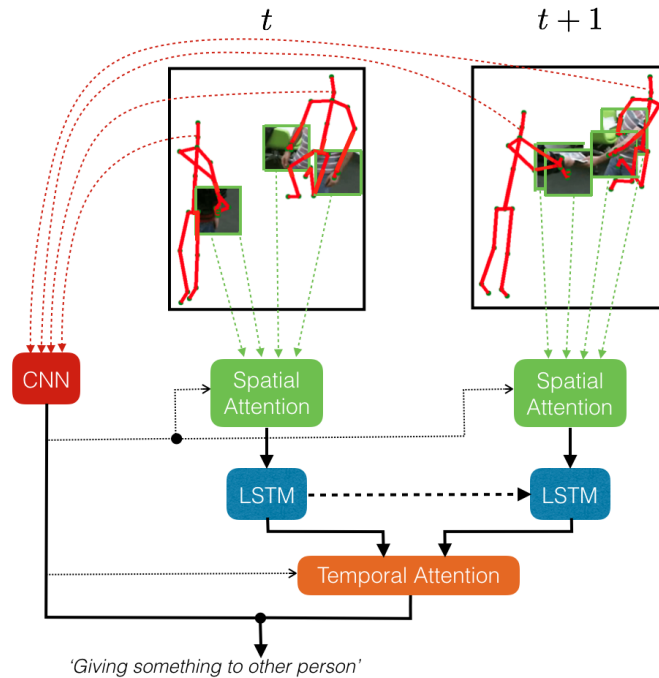 t
t + 1
CNN
Spatial
Attention
Spatial
Attention
LSTM
LSTM
Temporal Attention
'Giving something to other person'